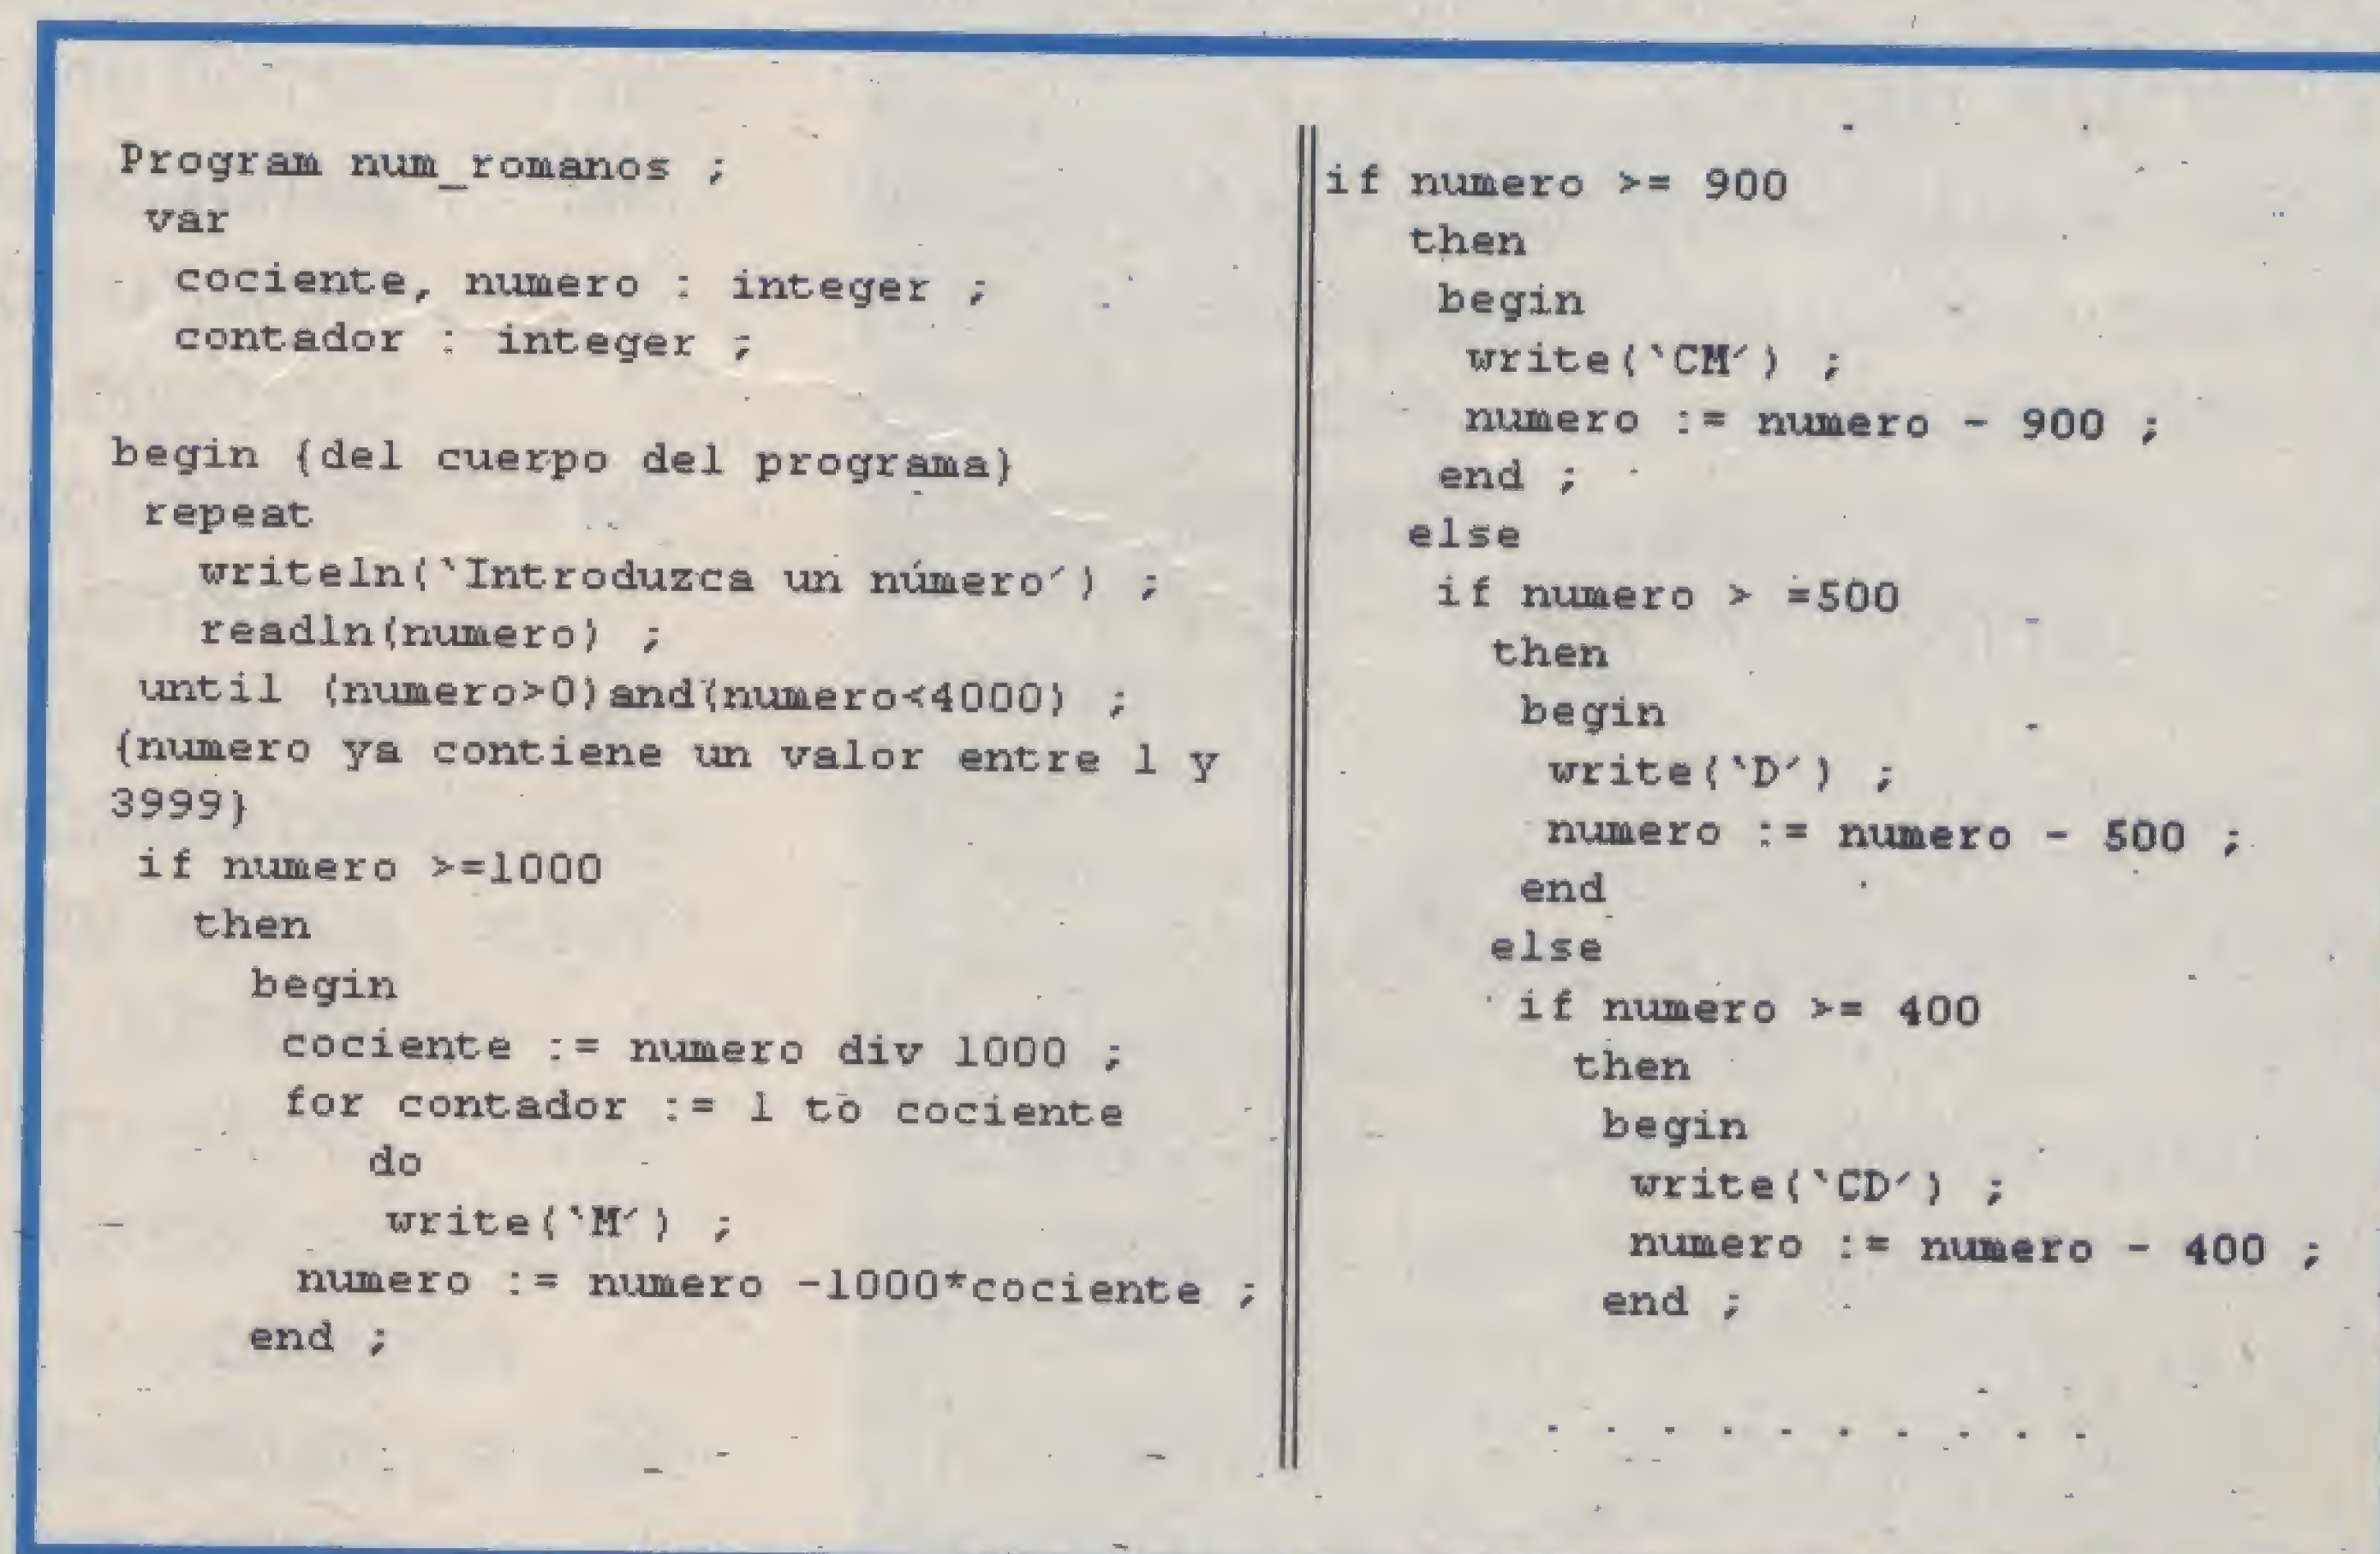 Program num_romanos ;
var
cociente, numero : integer ;
contador : integer ;
begin {del cuerpo del programa}
repeat
writeln(`Introduzca un número´) ;
readln(numero) ;
until (numero>0)and(numero<4000) ;
{numero ya contiene un valor entre 1 y
3999}
if numero >=1000
then
begin
cociente := numero div 1000 ;
for contador := 1 to cociente
do
write(`M´) ;
numero := numero -1000*cociente ;
end ;
if numero >= 900
then
begin
write(`CM´) ;
numero := numero - 900 ;
end ;
else
if numero > =500
then
begin
write(`D´) ;
numero := numero - 500 ;
end
else
if numero >= 400
then
begin
write(`CD´) ;
numero := numero - 400 ;
end ;
. . . . . . . . . .